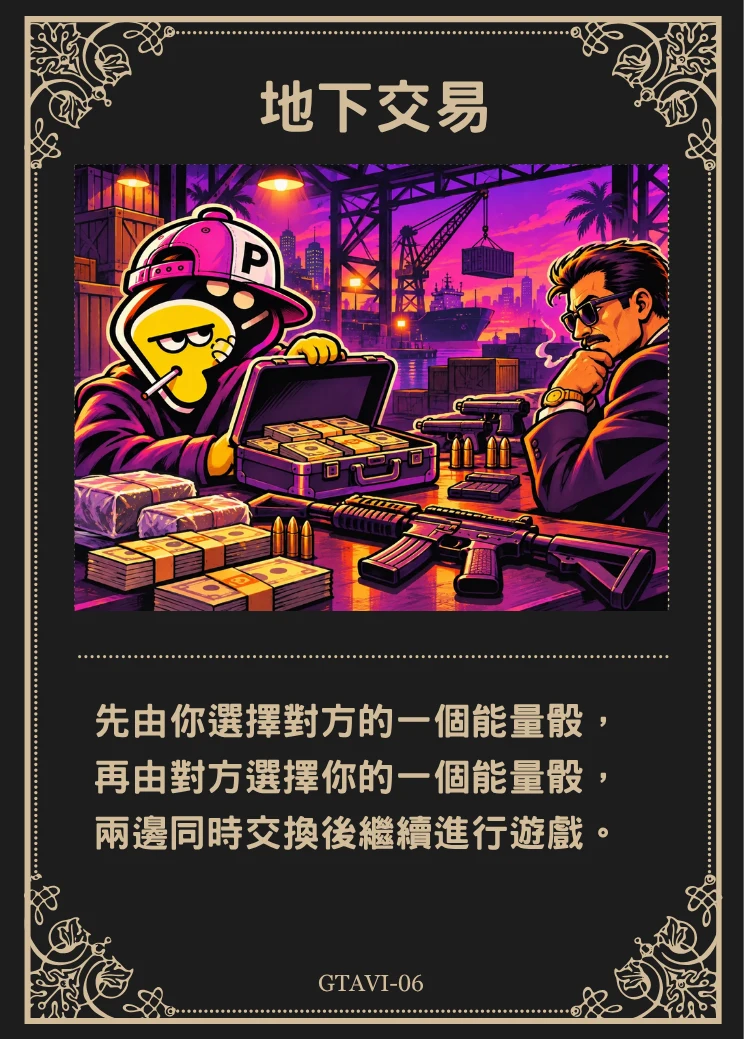 地下交易
P
先由你選擇對方的一個能量骰，
再由對方選擇你的一個能量骰，
兩邊同時交換後繼續進行遊戲。
GTAVI-06